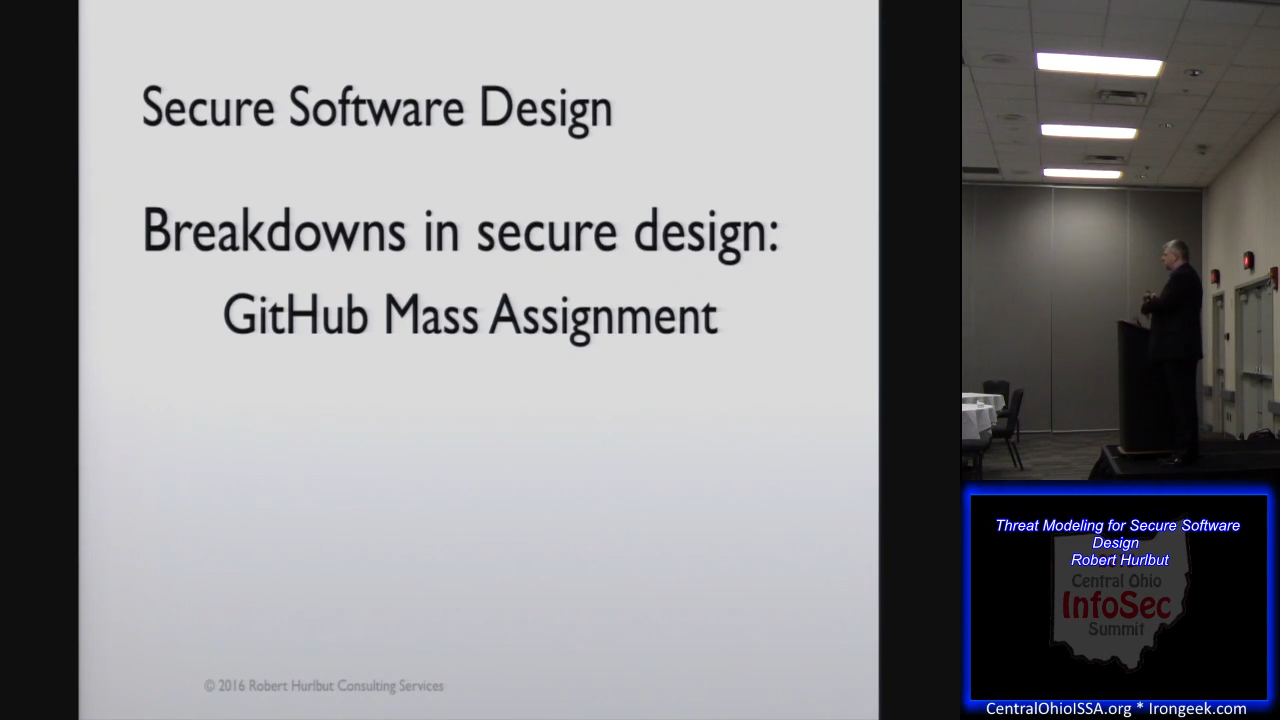 Secure Software Design
Breakdowns in secure design:
GitHub Mass Assignment
© 2016 Robert Hurlbut Consulting Services
Threat Modeling for Secure Software
Design
Robert Hurlbut
Central Ohio
InfoSec
Summit
CentralOhioISSA.org * Irongeek.com